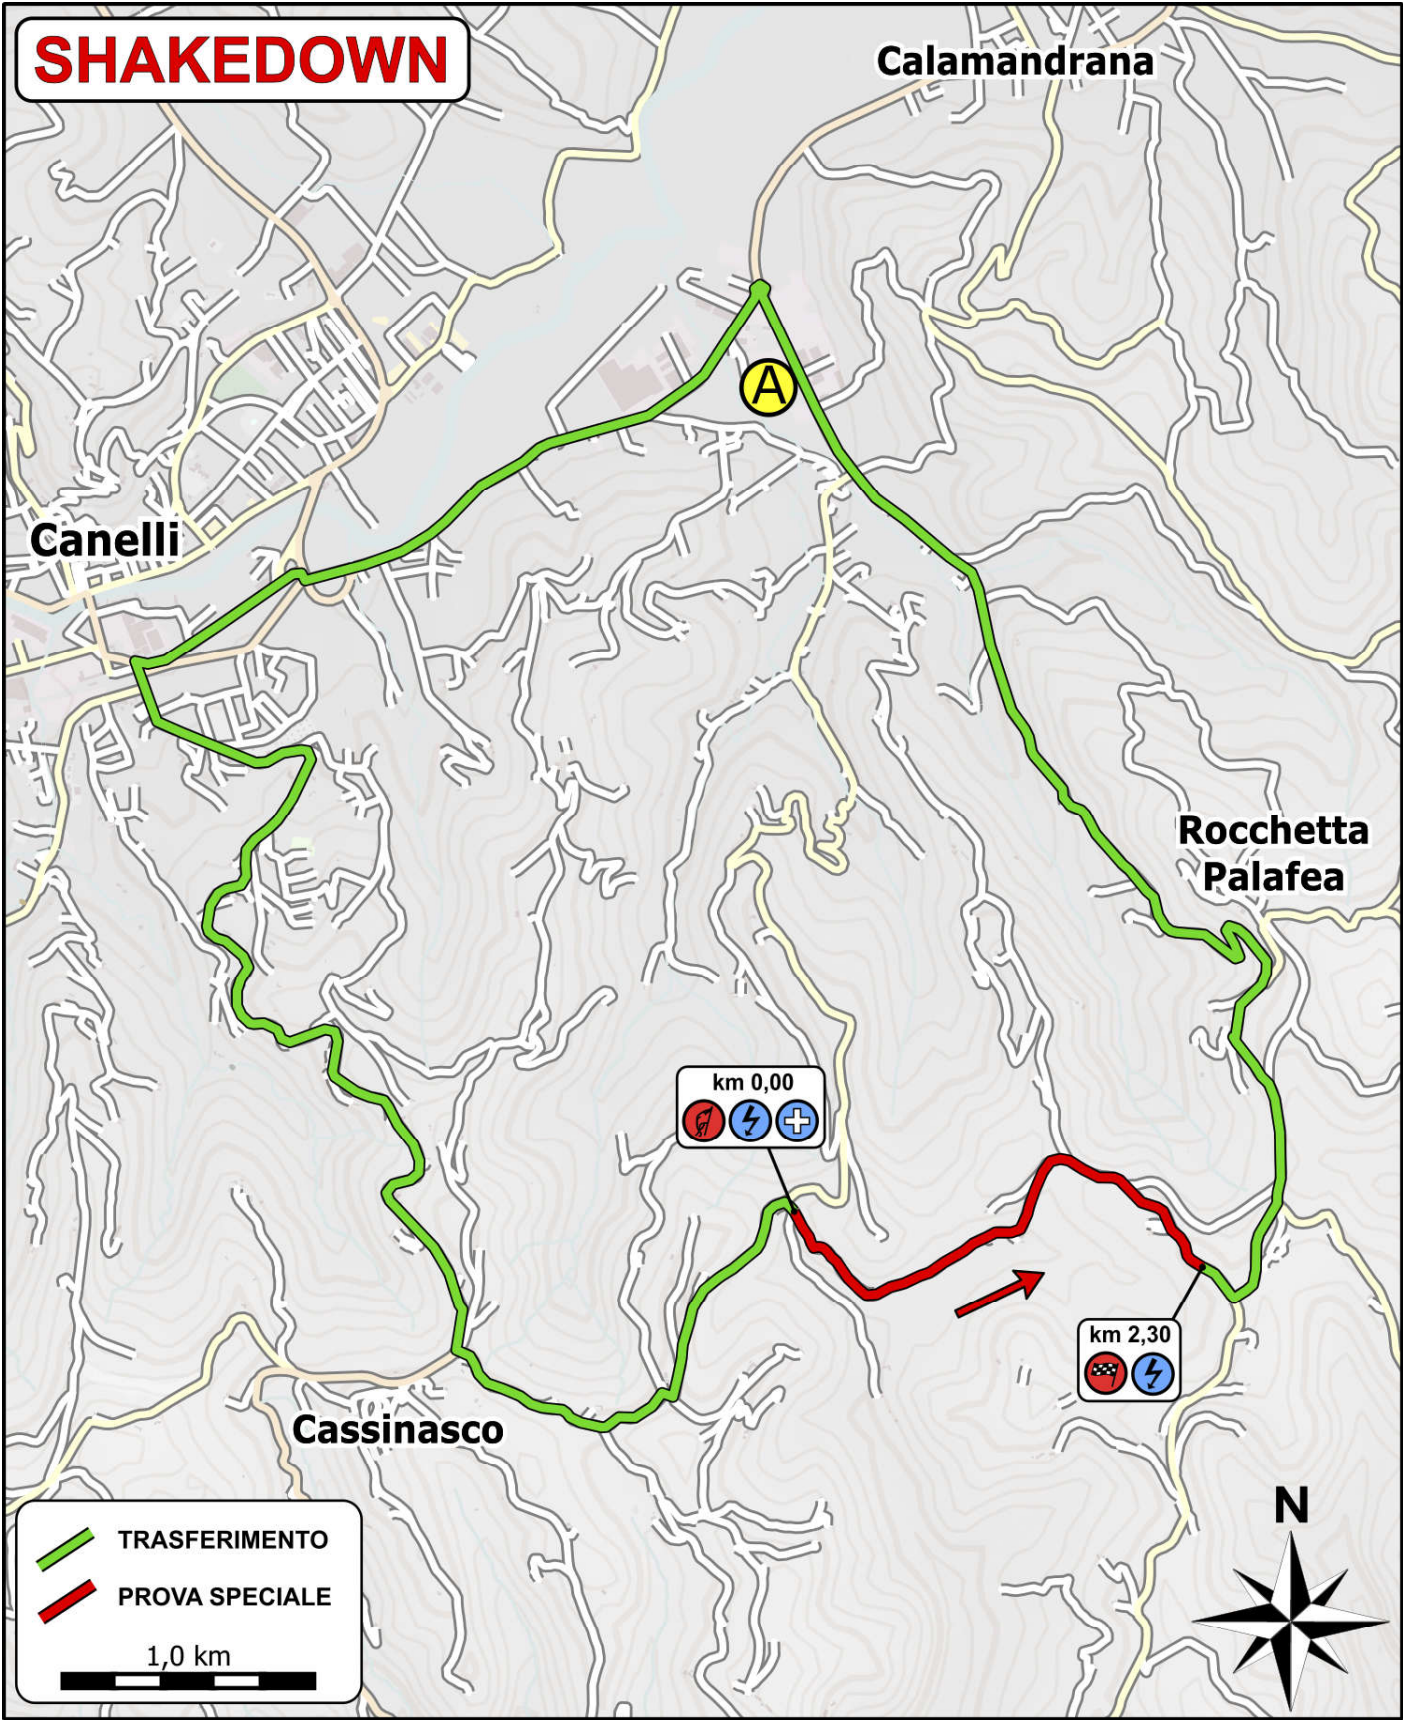 SHAKEDOWN
Calamandrana
A
Canelli
Rocchetta
Palafea
km 0,00
km 2,30
Cassinasco
N
TRASFERIMENTO
PROVA SPECIALE
1,0 km